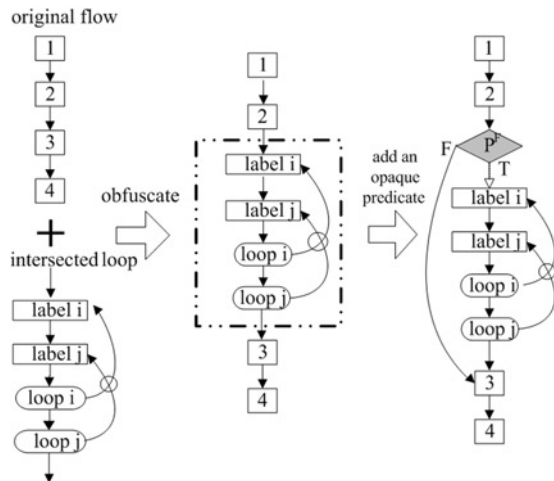 original flow
1
2
3
4
+
intersected loop
label i
label j
loop i
loop j
obfuscate
1
2
label i
label j
loop i
loop j
3
4
add an
opaque
predicate
1
2
P^F
F
T
label i
label j
loop i
loop j
3
4